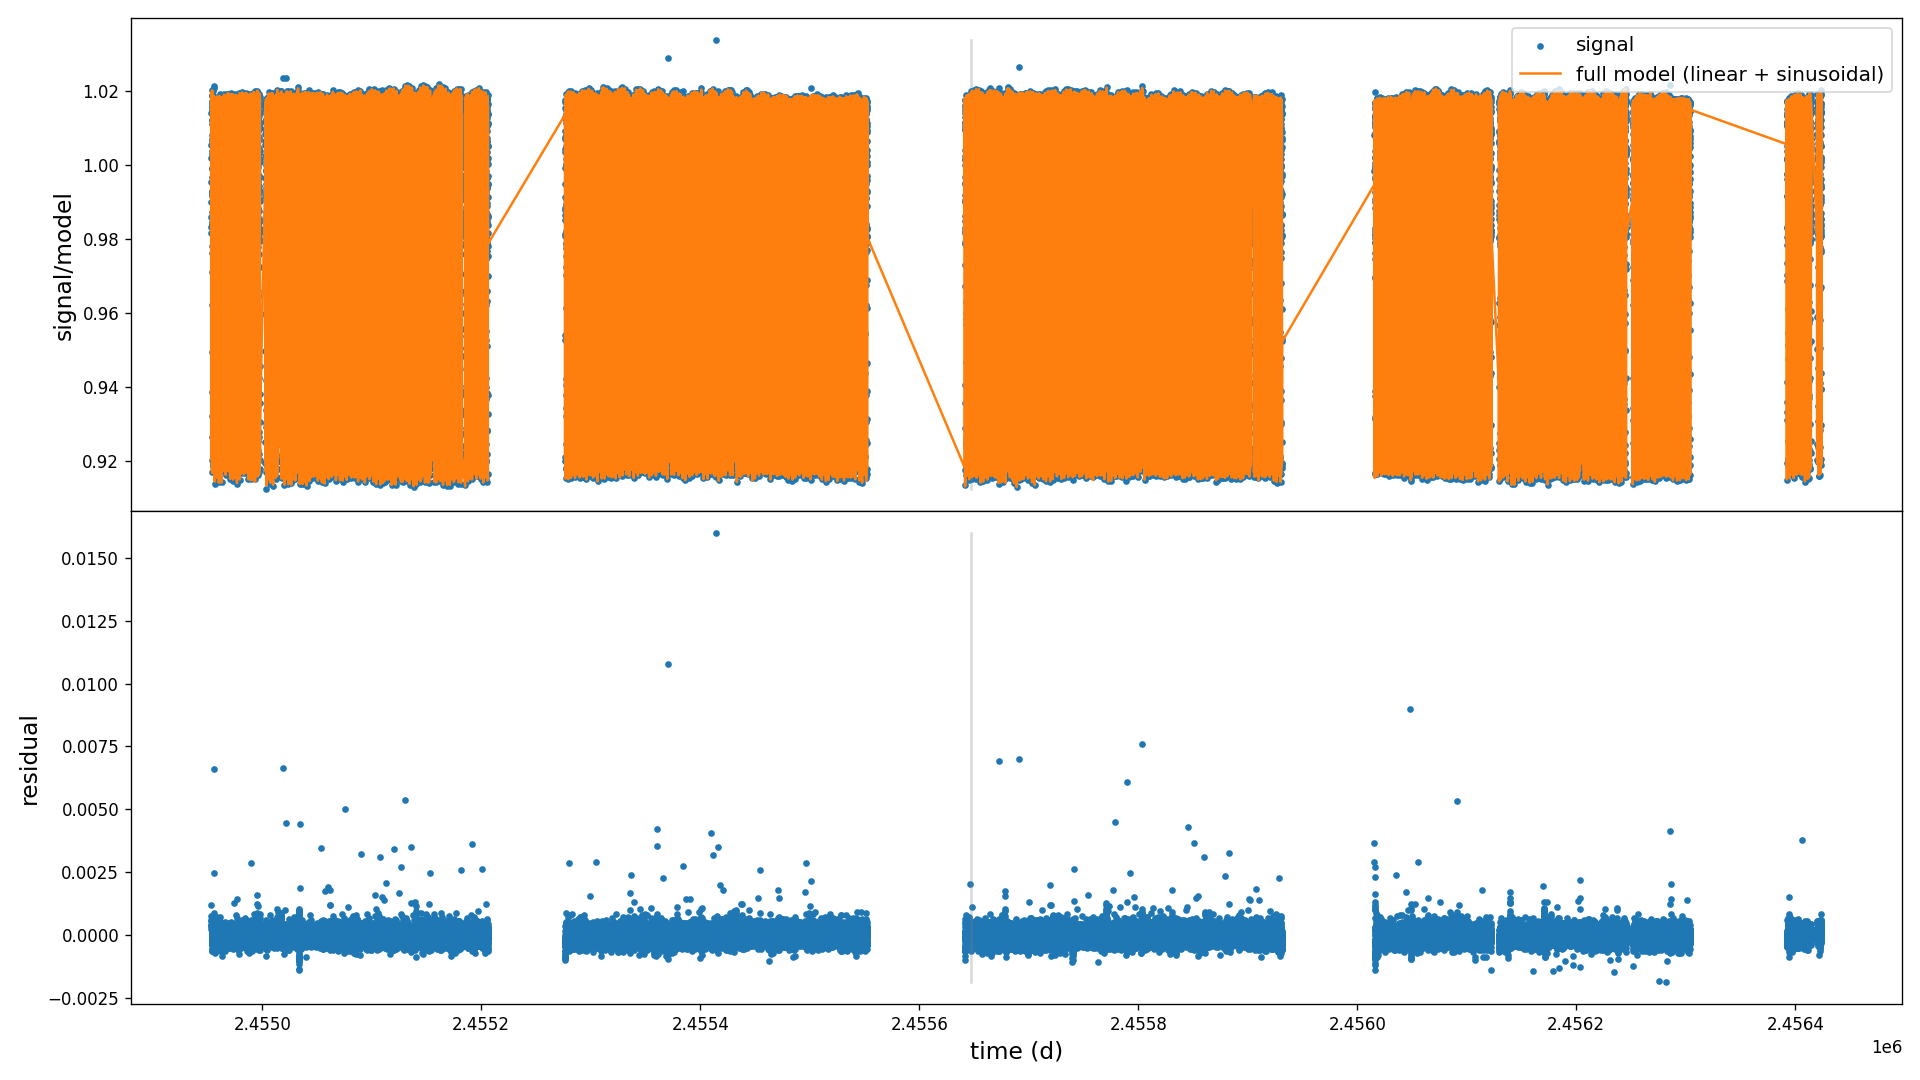 signal
full model (linear + sinusoidal)
signal/model
1.02
1.00
0.98
0.96
0.94
0.92
residual
0.0150
0.0125
0.0100
0.0075
0.0050
0.0025
0.0000
−0.0025
2.4550 2.4552 2.4554 2.4556 2.4558 2.4560 2.4562 2.4564
1e6
time (d)